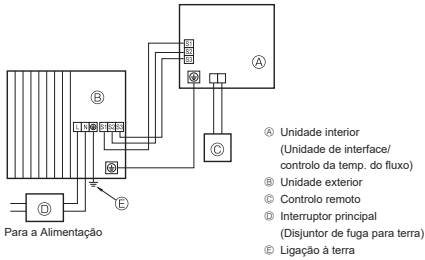 S1
S2
S3
Ⓐ
Ⓑ
L N ⏚ S1 S2 S3
Ⓒ
Ⓓ
Ⓔ
Para a Alimentação
Ⓐ Unidade interior
(Unidade de interface/
controlo da temp. do fluxo)
Ⓑ Unidade exterior
Ⓒ Controlo remoto
Ⓓ Interruptor principal
(Disjuntor de fuga para terra)
Ⓔ Ligação à terra